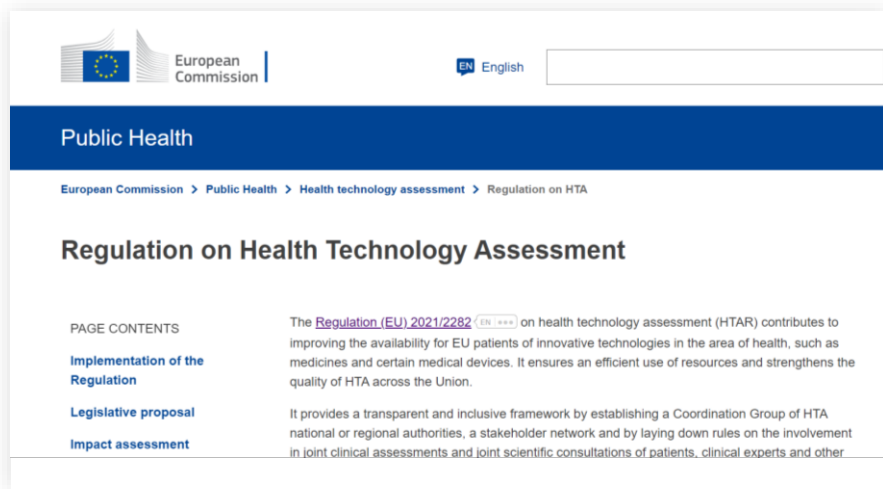 European
Commission
EN English
Public Health
European Commission > Public Health > Health technology assessment > Regulation on HTA
Regulation on Health Technology Assessment
PAGE CONTENTS
Implementation of the
Regulation
Legislative proposal
Impact assessment
The Regulation (EU) 2021/2282 EN ••• on health technology assessment (HTAR) contributes to
improving the availability for EU patients of innovative technologies in the area of health, such as
medicines and certain medical devices. It ensures an efficient use of resources and strengthens the
quality of HTA across the Union.
It provides a transparent and inclusive framework by establishing a Coordination Group of HTA
national or regional authorities, a stakeholder network and by laying down rules on the involvement
in joint clinical assessments and joint scientific consultations of patients, clinical experts and other